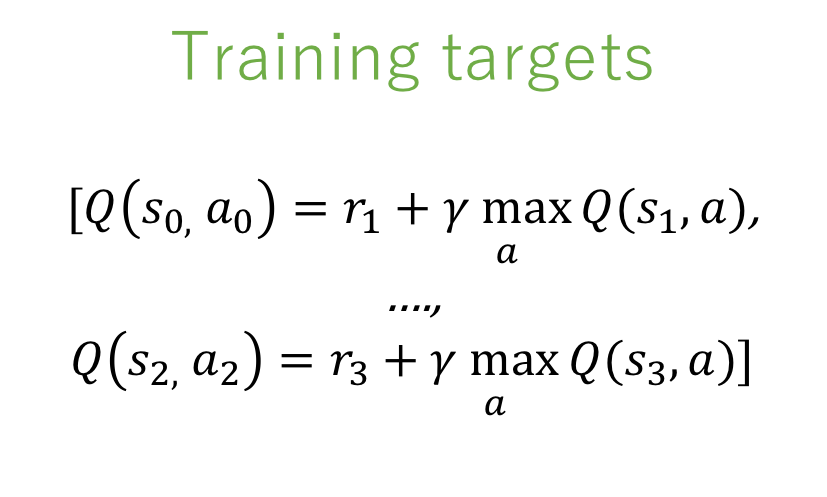 Training targets
[Q(s₀, a₀) = r₁ + γ max Q(s₁, a),
a
....,
Q(s₂, a₂) = r₃ + γ max Q(s₃, a)]
a